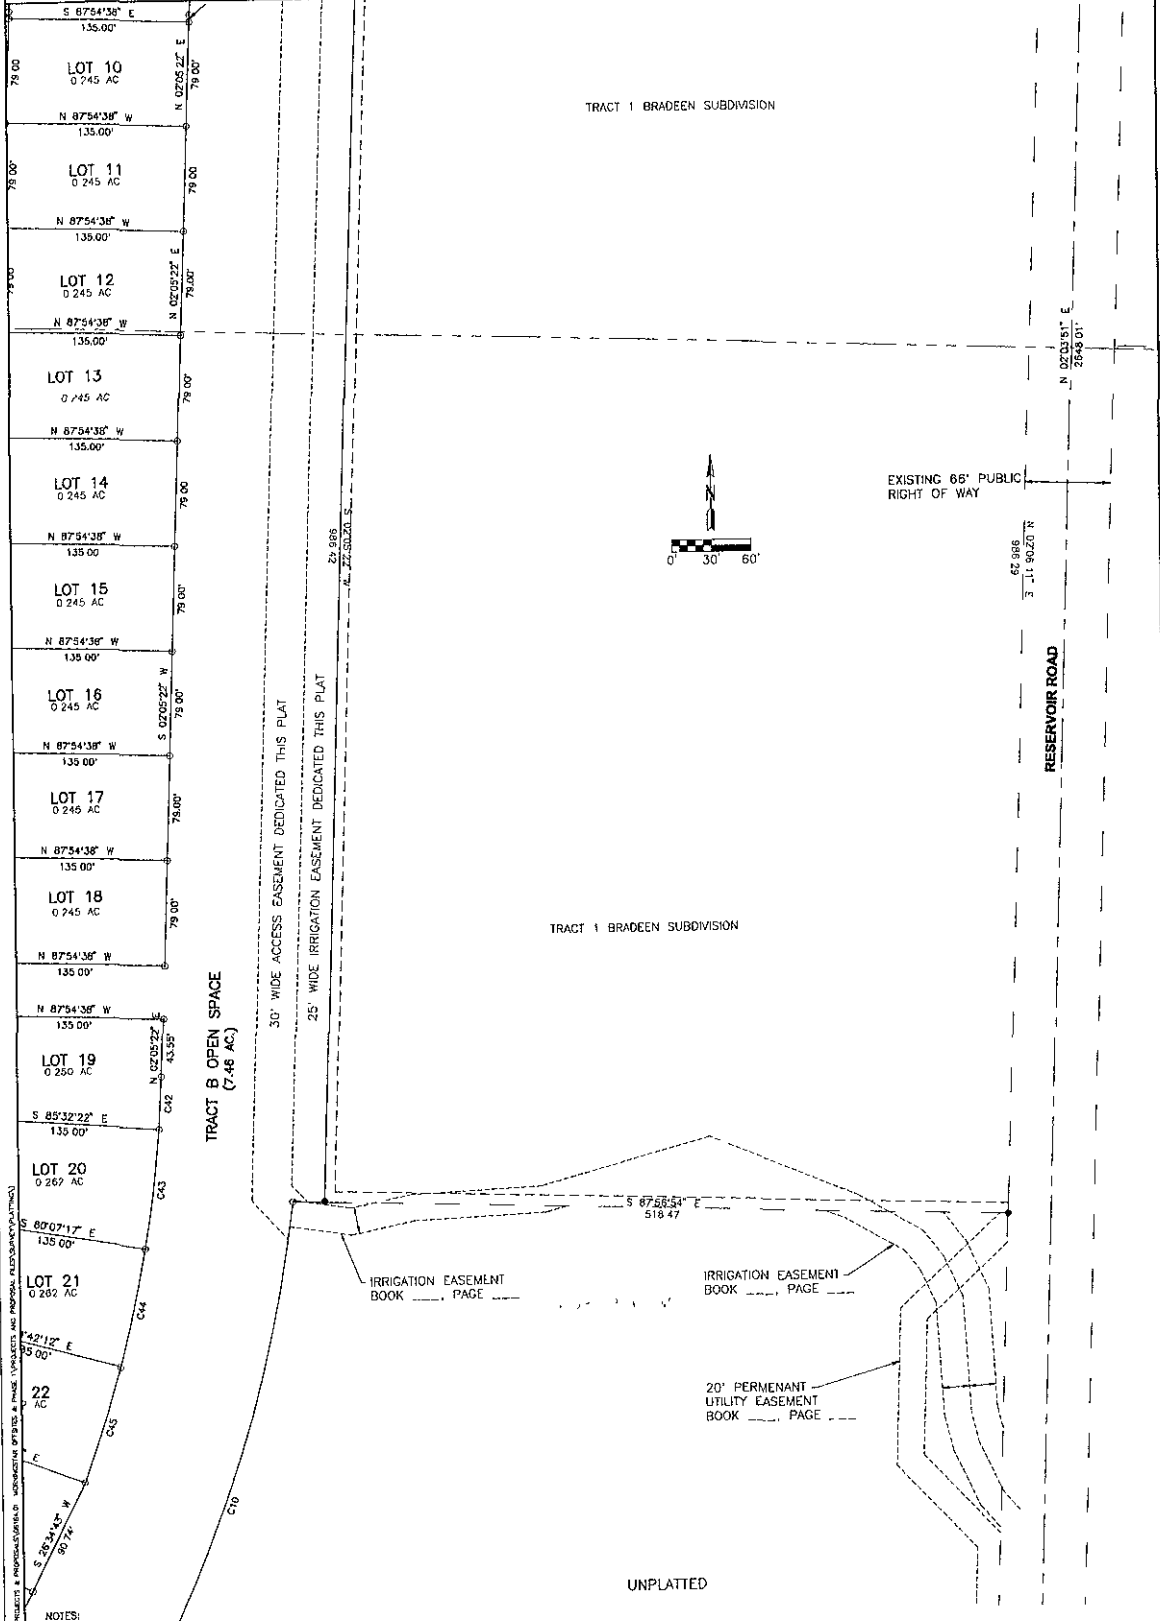 S 87°54'38" E
135.00'
79 00
LOT 10
0 245 AC
N 02°05 22" E
79 00'
N 87°54'38" W
135.00'
TRACT 1 BRADEEN SUBDIVISION
79 00'
LOT 11
0 245 AC
79 00
N 87°54'38" W
135.00'
LOT 12
0 245 AC
N 02°05'22" E
79.00'
N 87°54'38" W
135.00'
N 02°03'51" E
2648 01'
LOT 13
79 00'
N 87°54'38" W
135.00'
LOT 14
0 245 AC
79 00
EXISTING 66' PUBLIC
RIGHT OF WAY
N 87°54'38" W
135 00
S 02°05'22" W
986 42
0' 30' 60'
N
N 02°06 11" E
986 29
LOT 15
0 245 AC
79 00'
N 87°54'38" W
135 00'
LOT 16
0 245 AC
S 02°05'22" W
79 00'
RESERVOIR ROAD
N 87°54'38" W
135 00'
LOT 17
0 245 AC
79.00'
30' WIDE ACCESS EASEMENT DEDICATED THIS PLAT
25' WIDE IRRIGATION EASEMENT DEDICATED THIS PLAT
N 87°54'38" W
135 00'
LOT 18
0 245 AC
79 00'
TRACT 1 BRADEEN SUBDIVISION
N 87°54'38" W
135 00'
N 87°54'38" W
135 00'
TRACT B OPEN SPACE
(7.46 AC.)
LOT 19
0 250 AC
N 02°05'22" E
43.55'
C42
S 85°32'22" E
135 00'
LOT 20
0 262 AC
C43
S 87°56'54" E
518 47
S 80°07'17" E
135 00'
LOT 21
0 262 AC
C44
IRRIGATION EASEMENT
BOOK ___, PAGE ___
IRRIGATION EASEMENT
BOOK ___, PAGE ___
°42'12" E
35 00'
22
AC
C45
20' PERMENANT
UTILITY EASEMENT
BOOK ___, PAGE ___
E
C10
S 26°34'43" W
90 74'
UNPLATTED
NOTES: